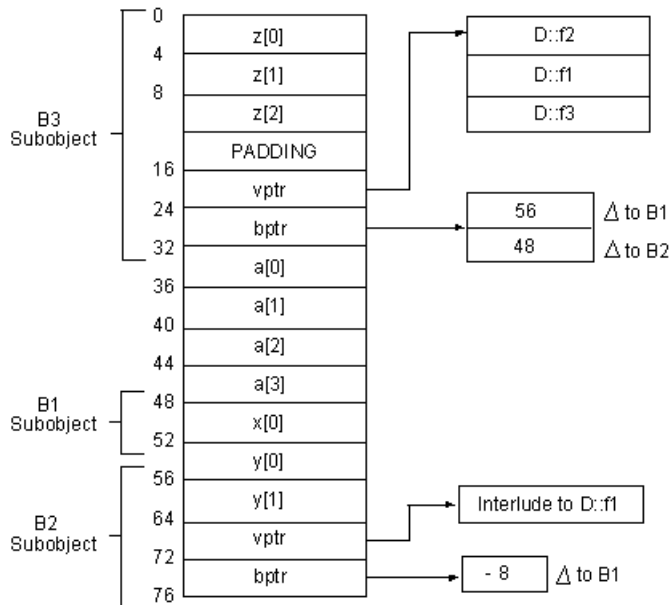 0
z[0]
4
z[1]
8
z[2]
B3
Subobject
PADDING
16
vptr
24
bptr
32
a[0]
36
a[1]
40
a[2]
44
a[3]
48
B1
Subobject
x[0]
52
y[0]
56
y[1]
64
B2
Subobject
vptr
72
bptr
76
D::f2
D::f1
D::f3
56 Δ to B1
48 Δ to B2
Interlude to D::f1
- 8 Δ to B1